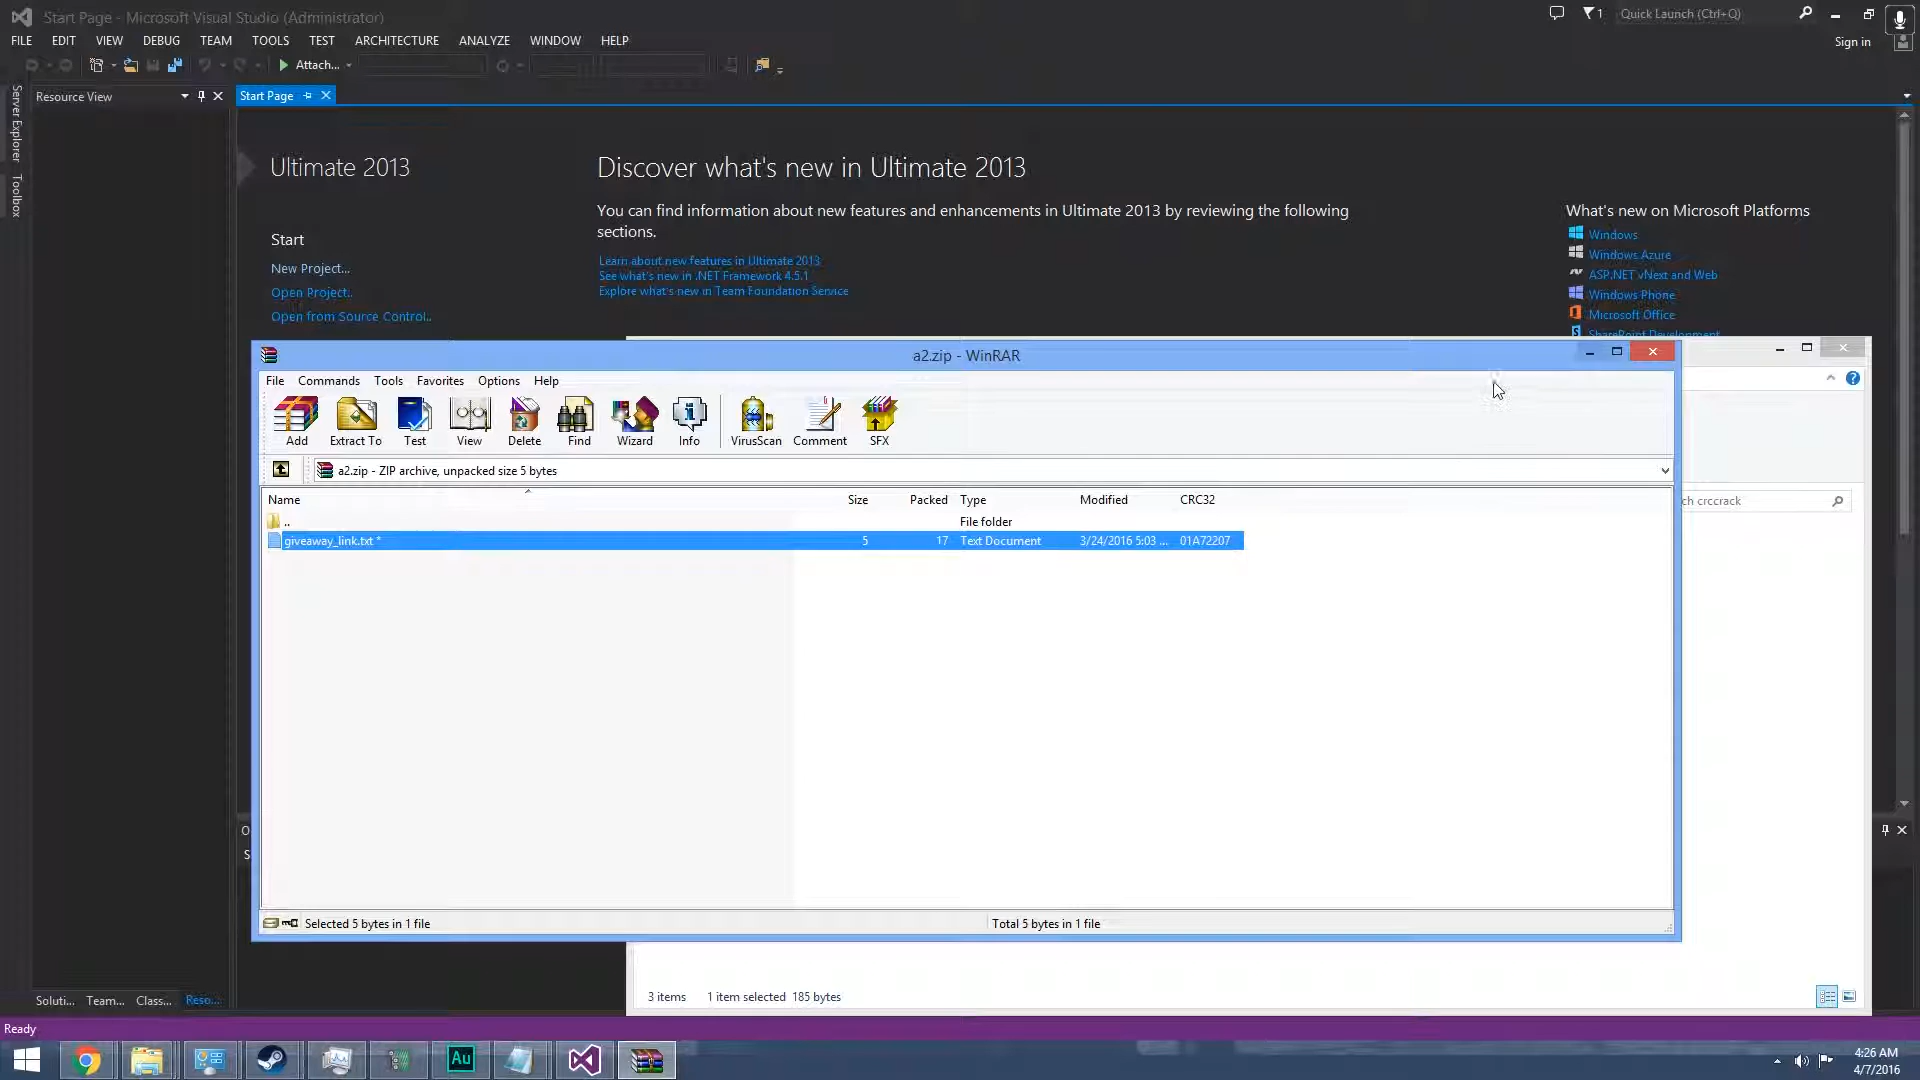 Start Page - Microsoft Visual Studio (Administrator)
1
Quick Launch (Ctrl+Q)
FILE EDIT VIEW DEBUG TEAM TOOLS TEST ARCHITECTURE ANALYZE WINDOW HELP
Sign in
Attach...
Server Explorer
Toolbox
Resource View
Start Page
Ultimate 2013
Discover what's new in Ultimate 2013
You can find information about new features and enhancements in Ultimate 2013 by reviewing the following
sections.
What's new on Microsoft Platforms
Start
Windows
Windows Azure
Learn about new features in Ultimate 2013
New Project...
See what's new in .NET Framework 4.5.1
ASP.NET vNext and Web
Open Project..
Explore what's new in Team Foundation Service
Windows Phone
Open from Source Control..
Microsoft Office
SharePoint Development
a2.zip - WinRAR
File Commands Tools Favorites Options Help
Add Extract To Test View Delete Find Wizard Info VirusScan Comment SFX
a2.zip - ZIP archive, unpacked size 5 bytes
ch crccrack
Name Size Packed Type Modified CRC32
.. File folder
giveaway_link.txt * 5 17 Text Document 3/24/2016 5:03 ... 01A72207
O
S
Selected 5 bytes in 1 file
Total 5 bytes in 1 file
3 items 1 item selected 185 bytes
Soluti... Team... Class... Reso...
Ready
Au
4:26 AM
4/7/2016